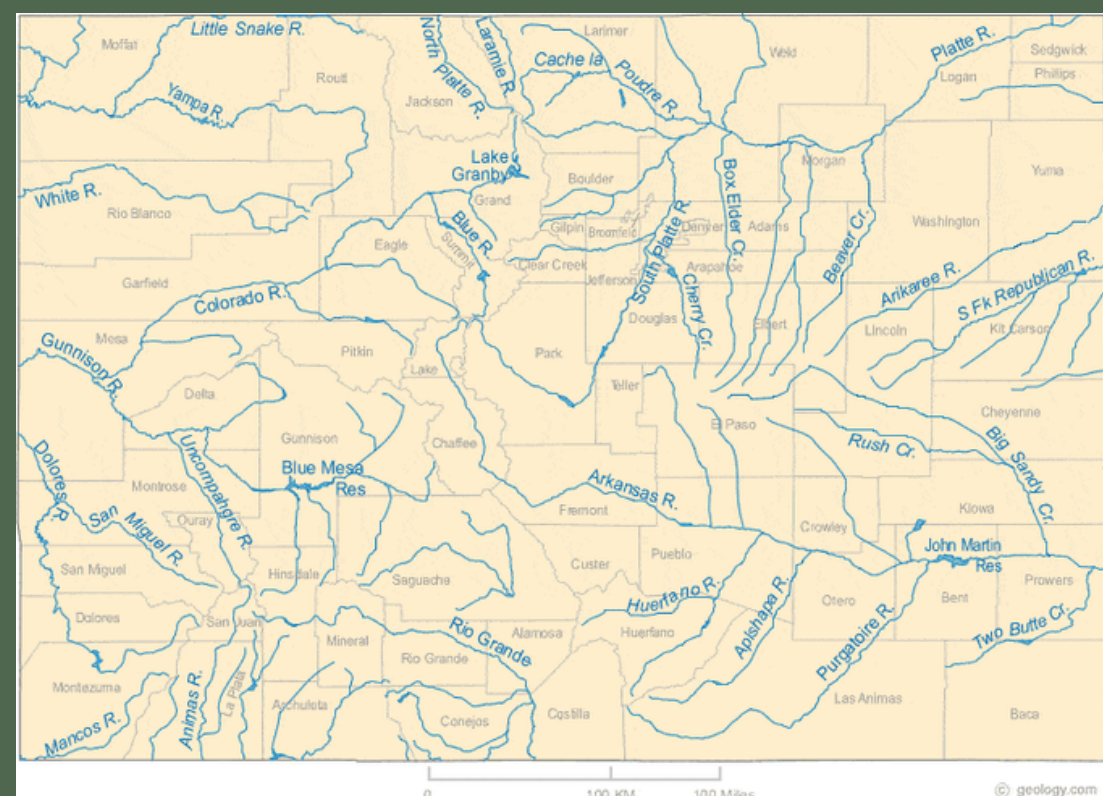 Little Snake R.
Moffat
Routt
Yampa R.
North Platte R.
Laramie R.
Jackson
Larimer
Cache la Poudre R.
Weld
Platte R.
Logan
Sedgwick
Phillips
White R.
Rio Blanco
Lake
Granby
Grand
Boulder
Morgan
Yuma
Box Elder Cr.
Washington
Eagle
Blue R.
Summit
Gilpin
Broomfield
Denver
Adams
Beaver Cr.
Garfield
Colorado R.
Clear Creek
Jefferson
South Platte R.
Arapahoe
Arikaree R.
S Fk Republican R.
Mesa
Gunnison R.
Pitkin
Lake
Park
Douglas
Cherry Cr.
Elbert
Lincoln
Kit Carson
Delta
Teller
El Paso
Cheyenne
Gunnison
Chaffee
Rush Cr.
Big Sandy Cr.
Dolores R.
San Miguel R.
Montrose
Uncompahgre R.
Blue Mesa
Res
Arkansas R.
Fremont
Ouray
Crowley
Kiowa
San Miguel
Hinsdale
Saguache
Custer
Pueblo
John Martin
Res
Prowers
Dolores
San Juan
Mineral
Rio Grande
Alamosa
Huerfano R.
Huerfano
Apishapa R.
Otero
Bent
Two Butte Cr.
Purgatoire R.
Montezuma
Mancos R.
Animas R.
La Plata
Archuleta
Rio Grande
Conejos
Costilla
Las Animas
Baca
0 100 KM 100 Miles
© geology.com